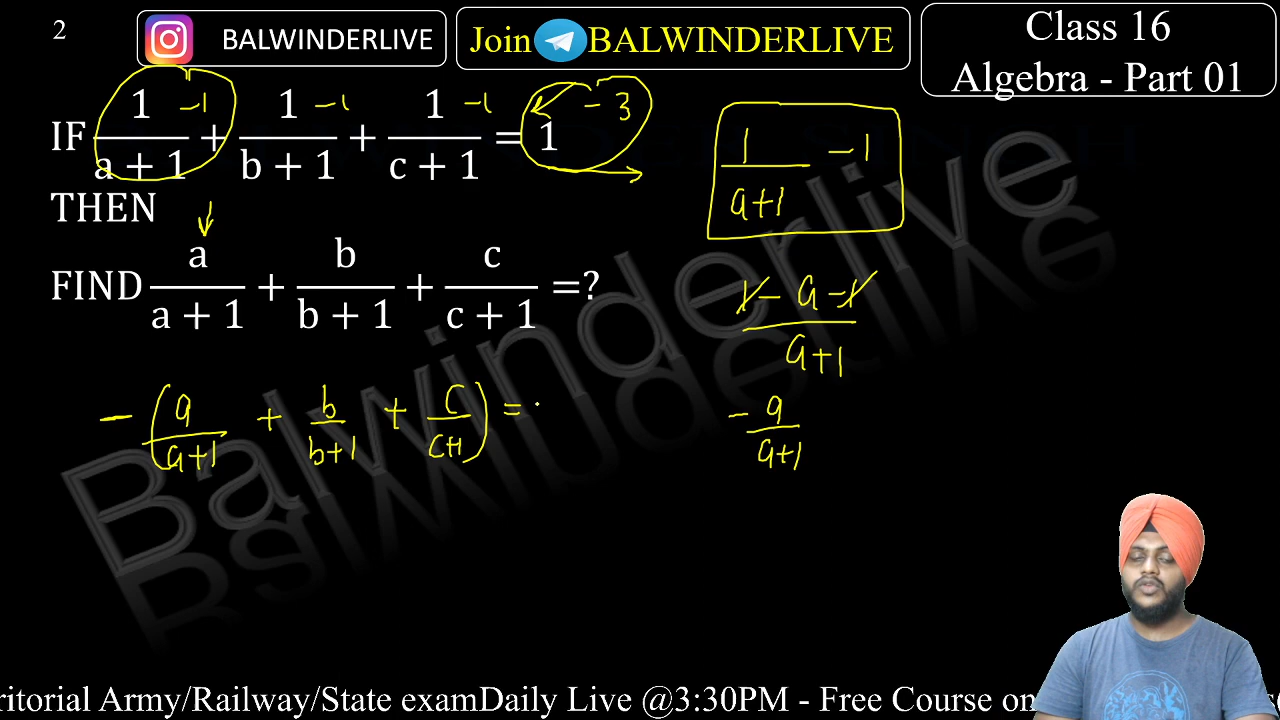 2
BALWINDERLIVE
Join BALWINDERLIVE
Class 16
Algebra - Part 01
IF 1/(a + 1) - 1 + 1/(b + 1) - 1 + 1/(c + 1) - 1 = 1 - 3
THEN
FIND a/(a + 1) + b/(b + 1) + c/(c + 1) =?
- (a/(a+1) + b/(b+1) + c/(c+1)) =
1/(a+1) - 1
(1 - a - 1)/(a+1)
- a/(a+1)
Balwinderlive
ritorial Army/Railway/State examDaily Live @3:30PM - Free Course on